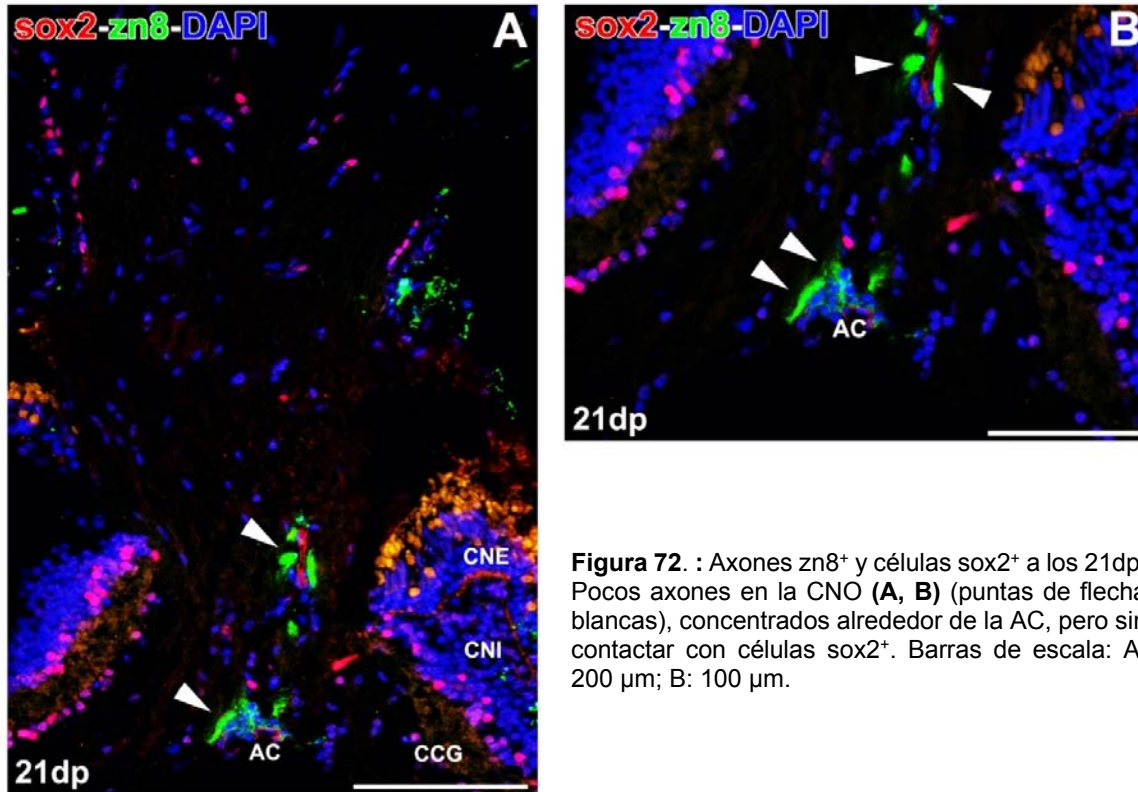 sox2-zn8-DAPI A
CNE
CNI
AC
CCG
21dp
sox2-zn8-DAPI B
AC
21dp
Figura 72. : Axones zn8⁺ y células sox2⁺ a los 21dp
Pocos axones en la CNO (A, B) (puntas de flecha
blancas), concentrados alrededor de la AC, pero sin
contactar con células sox2⁺. Barras de escala: A
200 µm; B: 100 µm.